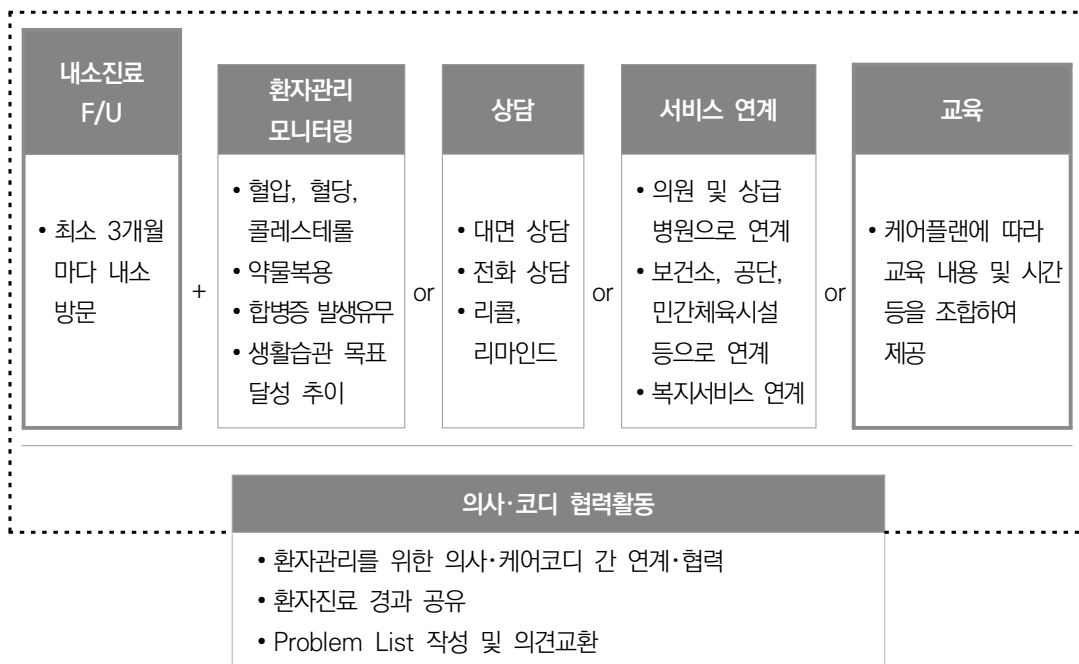 내소진료
F/U
• 최소 3개월
마다 내소
방문
+
환자관리
모니터링
• 혈압, 혈당,
콜레스테롤
• 약물복용
• 합병증 발생유무
• 생활습관 목표
달성 추이
or
상담
• 대면 상담
• 전화 상담
• 리콜,
리마인드
or
서비스 연계
• 의원 및 상급
병원으로 연계
• 보건소, 공단,
민간체육시설
등으로 연계
• 복지서비스 연계
or
교육
• 케어플랜에 따라
교육 내용 및 시간
등을 조합하여
제공
의사·코디 협력활동
• 환자관리를 위한 의사·케어코디 간 연계·협력
• 환자진료 경과 공유
• Problem List 작성 및 의견교환